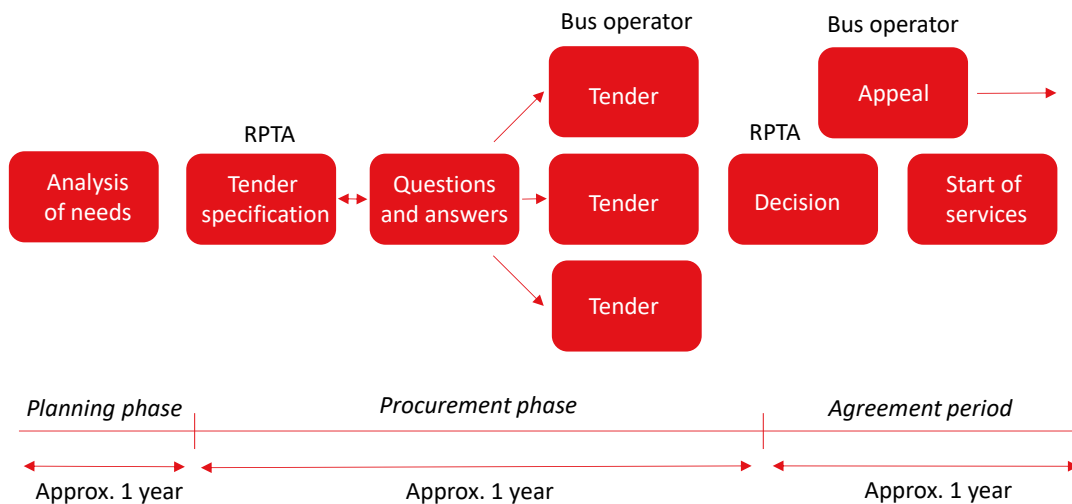 Bus operator
Bus operator
Tender
Appeal
RPTA
RPTA
Analysis
of needs
Tender
specification
Questions
and answers
Tender
Decision
Start of
services
Tender
Planning phase
Procurement phase
Agreement period
Approx. 1 year
Approx. 1 year
Approx. 1 year